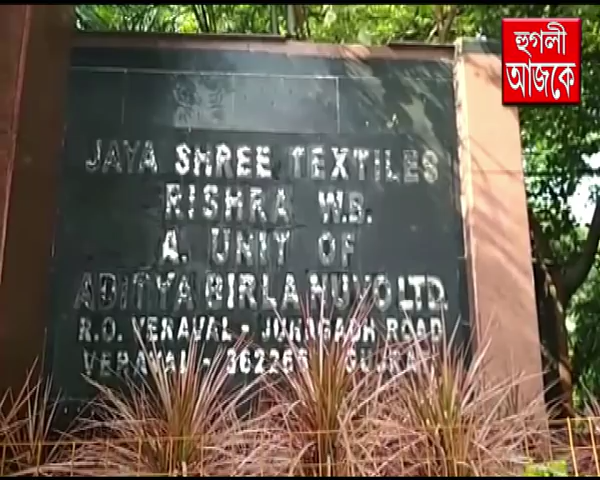 হুগলী
আজকে
JAYA SHREE TEXTILES
RISHRA W.B.
A. UNIT OF
ADITYA BIRLA NUVO LTD.
R.O. VERAVAL - JUNAGADH ROAD
VERAVAL - 362266